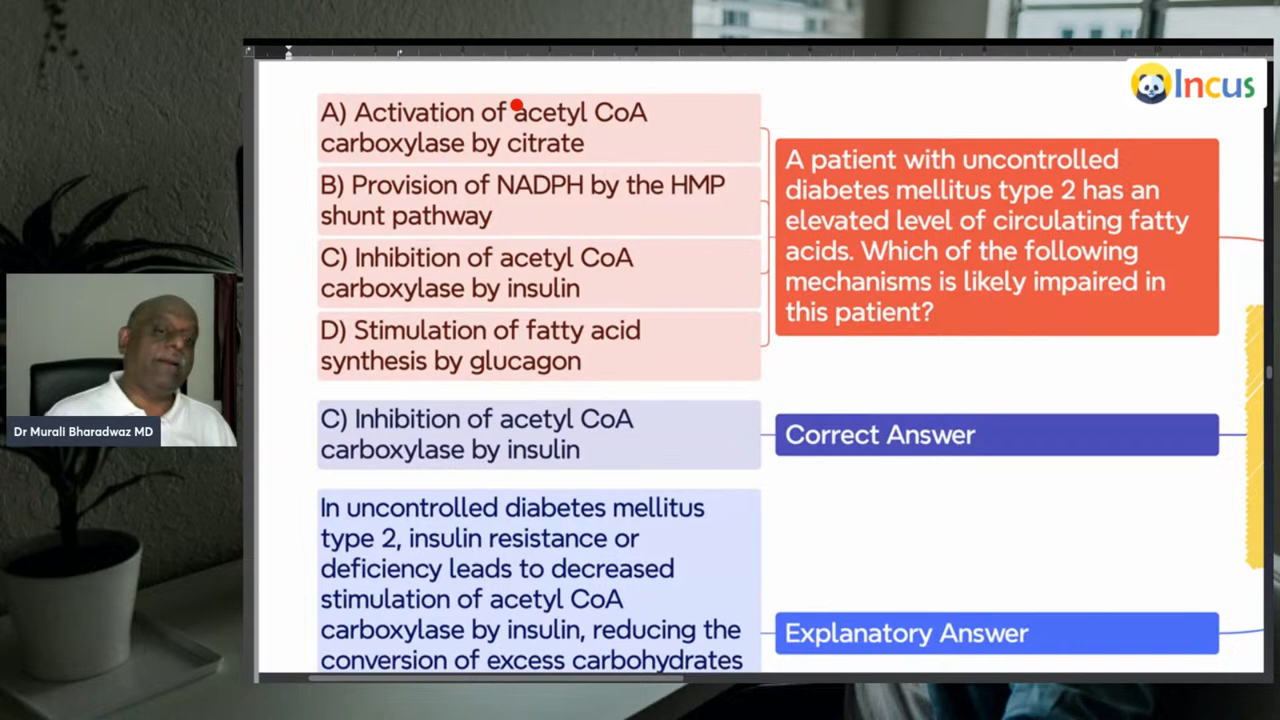 Incus
A) Activation of acetyl CoA
carboxylase by citrate
B) Provision of NADPH by the HMP
shunt pathway
C) Inhibition of acetyl CoA
carboxylase by insulin
D) Stimulation of fatty acid
synthesis by glucagon
A patient with uncontrolled
diabetes mellitus type 2 has an
elevated level of circulating fatty
acids. Which of the following
mechanisms is likely impaired in
this patient?
C) Inhibition of acetyl CoA
carboxylase by insulin
Correct Answer
In uncontrolled diabetes mellitus
type 2, insulin resistance or
deficiency leads to decreased
stimulation of acetyl CoA
carboxylase by insulin, reducing the
conversion of excess carbohydrates
Explanatory Answer
Dr Murali Bharadwaz MD